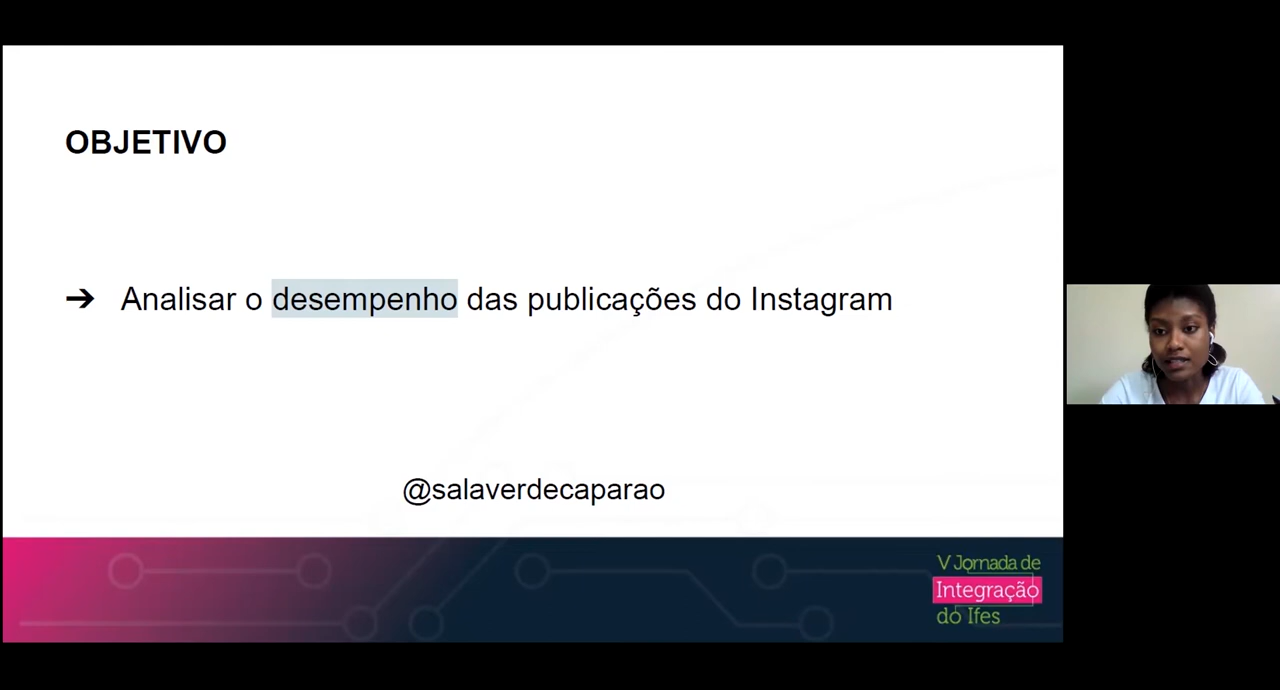 OBJETIVO
➔ Analisar o desempenho das publicações do Instagram
@salaverdecaparao
V Jornada de
Integração
do Ifes